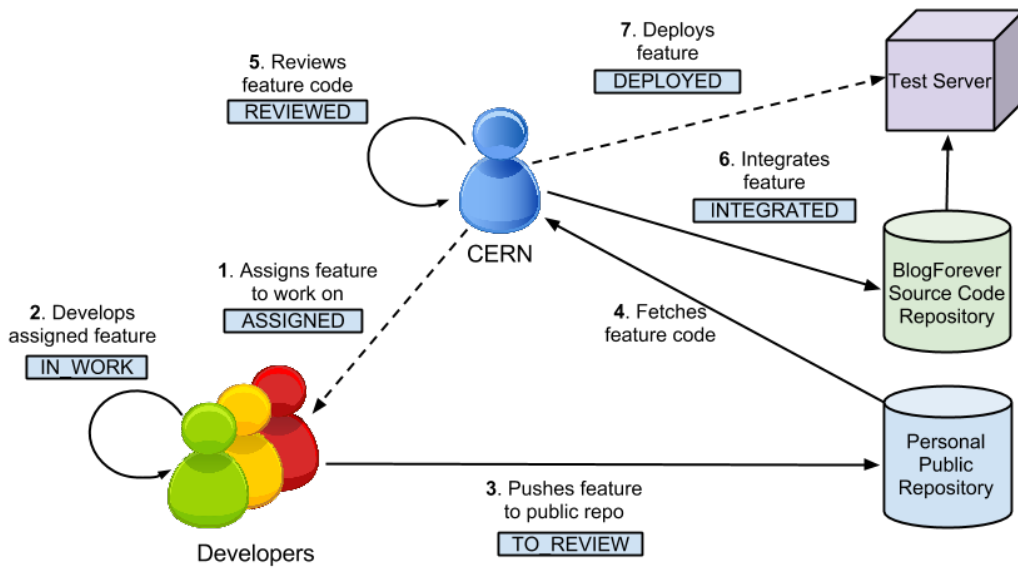 7. Deploys
feature
DEPLOYED
5. Reviews
feature code
REVIEWED
Test Server
6. Integrates
feature
INTEGRATED
CERN
1. Assigns feature
to work on
ASSIGNED
BlogForever
Source Code
Repository
2. Develops
assigned feature
IN_WORK
4. Fetches
feature code
Personal
Public
Repository
3. Pushes feature
to public repo
TO_REVIEW
Developers